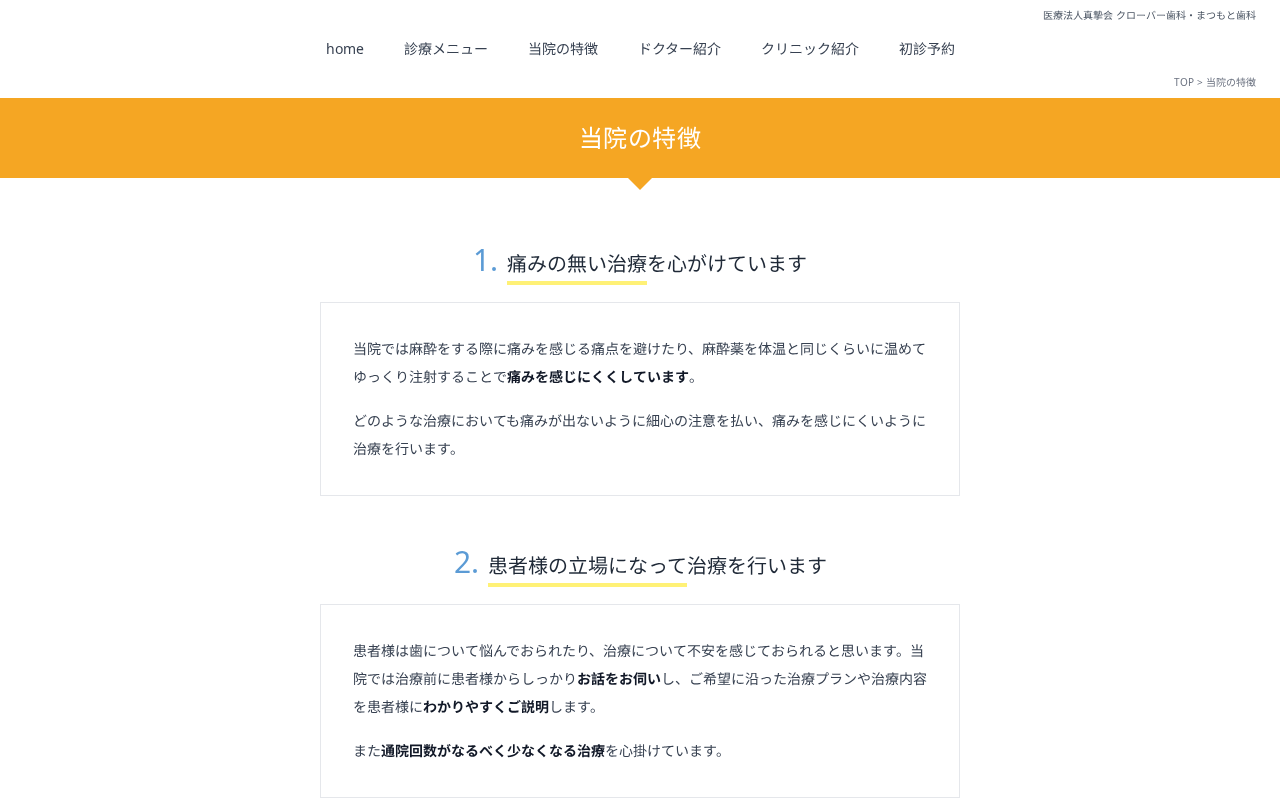 医療法人真摯会 クローバー歯科・まつもと歯科
home 診療メニュー 当院の特徴 ドクター紹介 クリニック紹介 初診予約
TOP > 当院の特徴
当院の特徴
1. 痛みの無い治療を心がけています
当院では麻酔をする際に痛みを感じる痛点を避けたり、麻酔薬を体温と同じくらいに温めて
ゆっくり注射することで痛みを感じにくくしています。
どのような治療においても痛みが出ないように細心の注意を払い、痛みを感じにくいように
治療を行います。
2. 患者様の立場になって治療を行います
患者様は歯について悩んでおられたり、治療について不安を感じておられると思います。当
院では治療前に患者様からしっかりお話をお伺いし、ご希望に沿った治療プランや治療内容
を患者様にわかりやすくご説明します。
また通院回数がなるべく少なくなる治療を心掛けています。